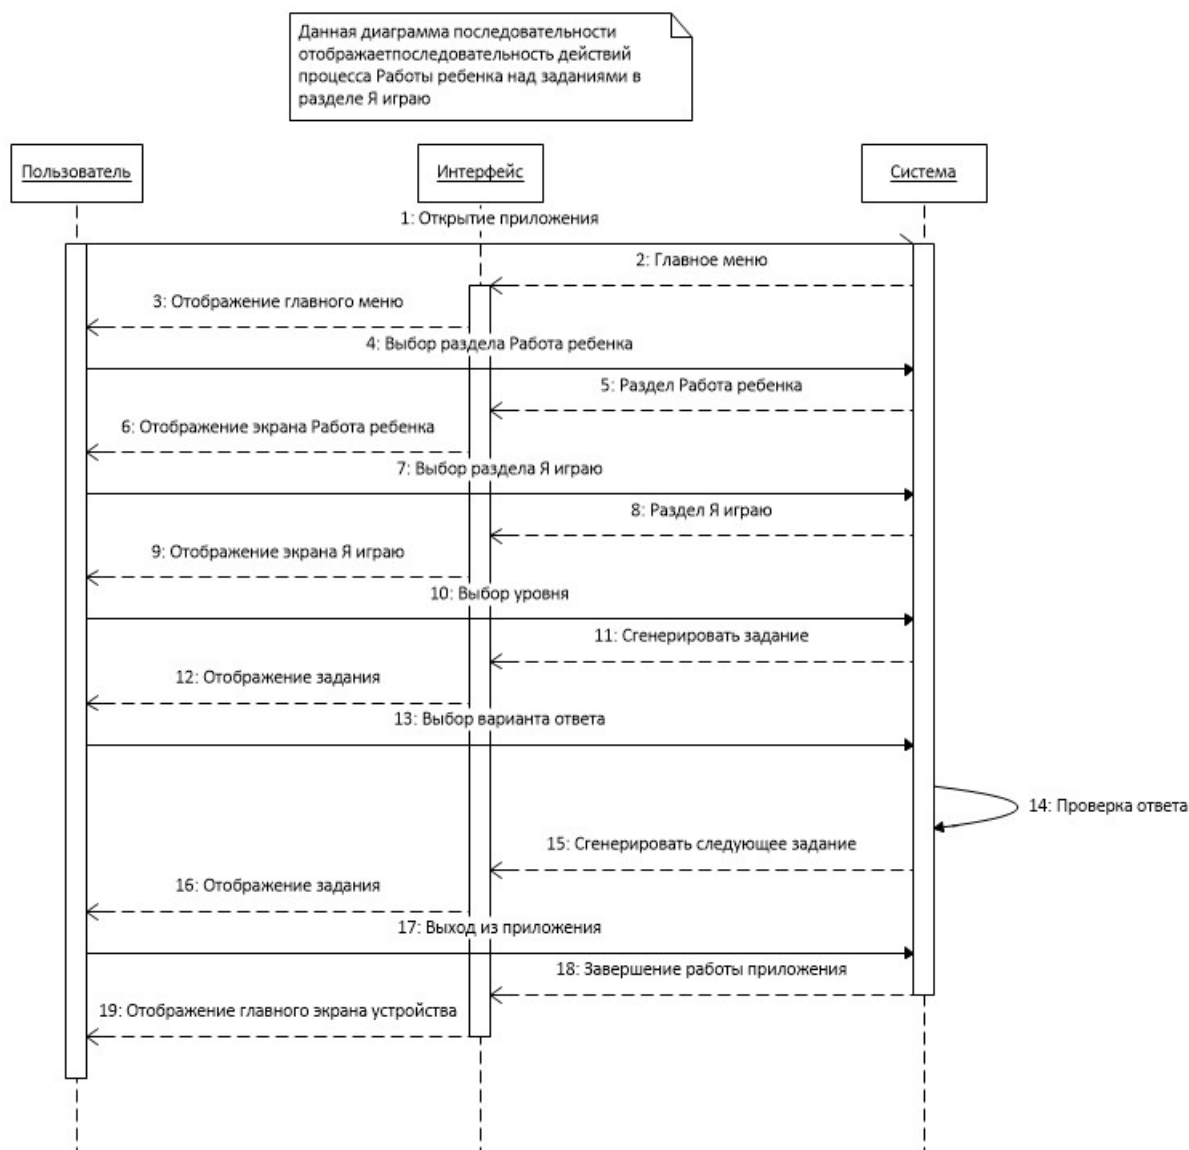 Данная диаграмма последовательности
отображаетпоследовательность действий
процесса Работы ребенка над заданиями в
разделе Я играю
Пользователь
Интерфейс
Система
1: Открытие приложения
2: Главное меню
3: Отображение главного меню
4: Выбор раздела Работа ребенка
5: Раздел Работа ребенка
6: Отображение экрана Работа ребенка
7: Выбор раздела Я играю
8: Раздел Я играю
9: Отображение экрана Я играю
10: Выбор уровня
11: Сгенерировать задание
12: Отображение задания
13: Выбор варианта ответа
14: Проверка ответа
15: Сгенерировать следующее задание
16: Отображение задания
17: Выход из приложения
18: Завершение работы приложения
19: Отображение главного экрана устройства